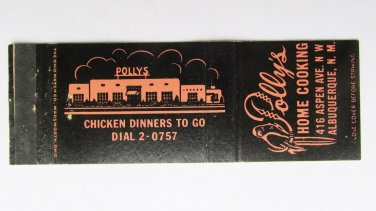 POLLYS
CHICKEN DINNERS TO GO
DIAL 2-0757
Polly's
HOME COOKING
416 ASPEN AVE. N W
ALBUQUERQUE, N. M.
CLOSE COVER BEFORE STRIKING